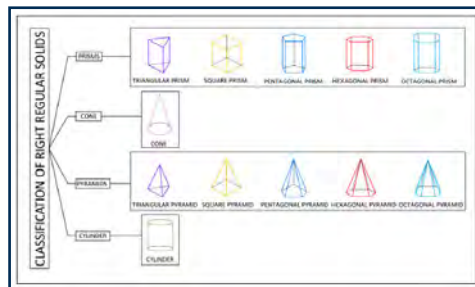 CLASSIFICATION OF RIGHT REGULAR SOLIDS
PRISMS
TRIANGULAR PRISM SQUARE PRISM PENTAGONAL PRISM HEXAGONAL PRISM OCTAGONAL PRISM
CONE
CONE
PYRAMIDS
TRIANGULAR PYRAMID SQUARE PYRAMID PENTAGONAL PYRAMID HEXAGONAL PYRAMID OCTAGONAL PYRAMID
CYLINDER
CYLINDER